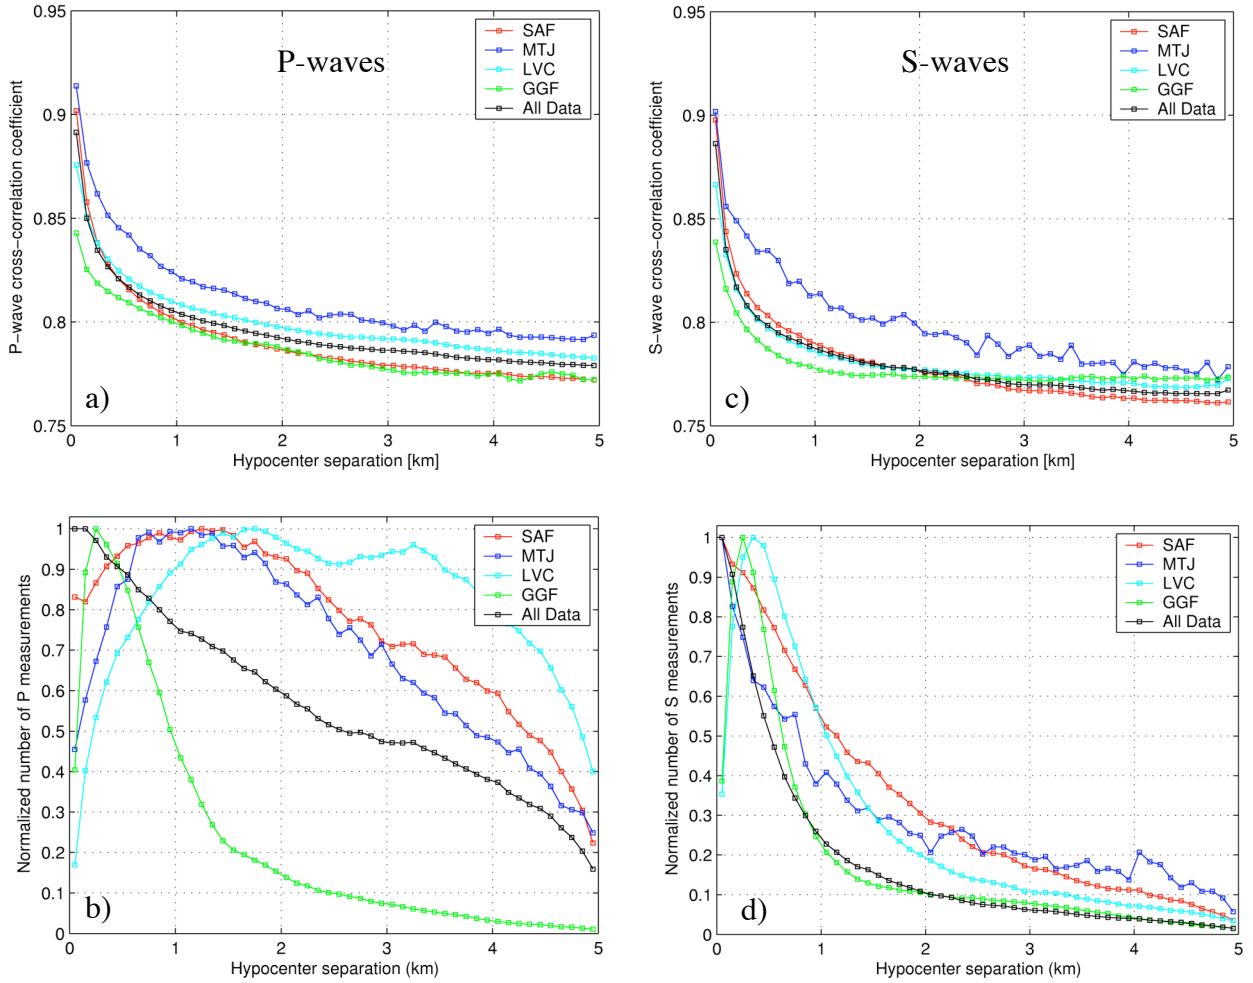 P-waves
SAF
MTJ
LVC
GGF
All Data
P-wave cross-correlation coefficient
0.95
0.9
0.85
0.8
0.75
a)
0 1 2 3 4 5
Hypocenter separation [km]
S-waves
SAF
MTJ
LVC
GGF
All Data
S-wave cross-correlation coefficient
0.95
0.9
0.85
0.8
0.75
c)
0 1 2 3 4 5
Hypocenter separation [km]
SAF
MTJ
LVC
GGF
All Data
Normalized number of P measurements
1
0.9
0.8
0.7
0.6
0.5
0.4
0.3
0.2
0.1
0
b)
0 1 2 3 4 5
Hypocenter separation (km)
SAF
MTJ
LVC
GGF
All Data
Normalized number of S measurements
1
0.9
0.8
0.7
0.6
0.5
0.4
0.3
0.2
0.1
0
d)
0 1 2 3 4 5
Hypocenter separation (km)